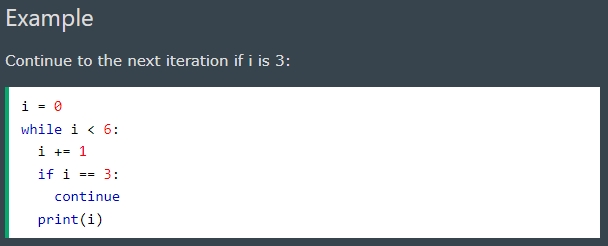 Example
Continue to the next iteration if i is 3:
i = 0
while i < 6:
  i += 1
  if i == 3:
    continue
  print(i)